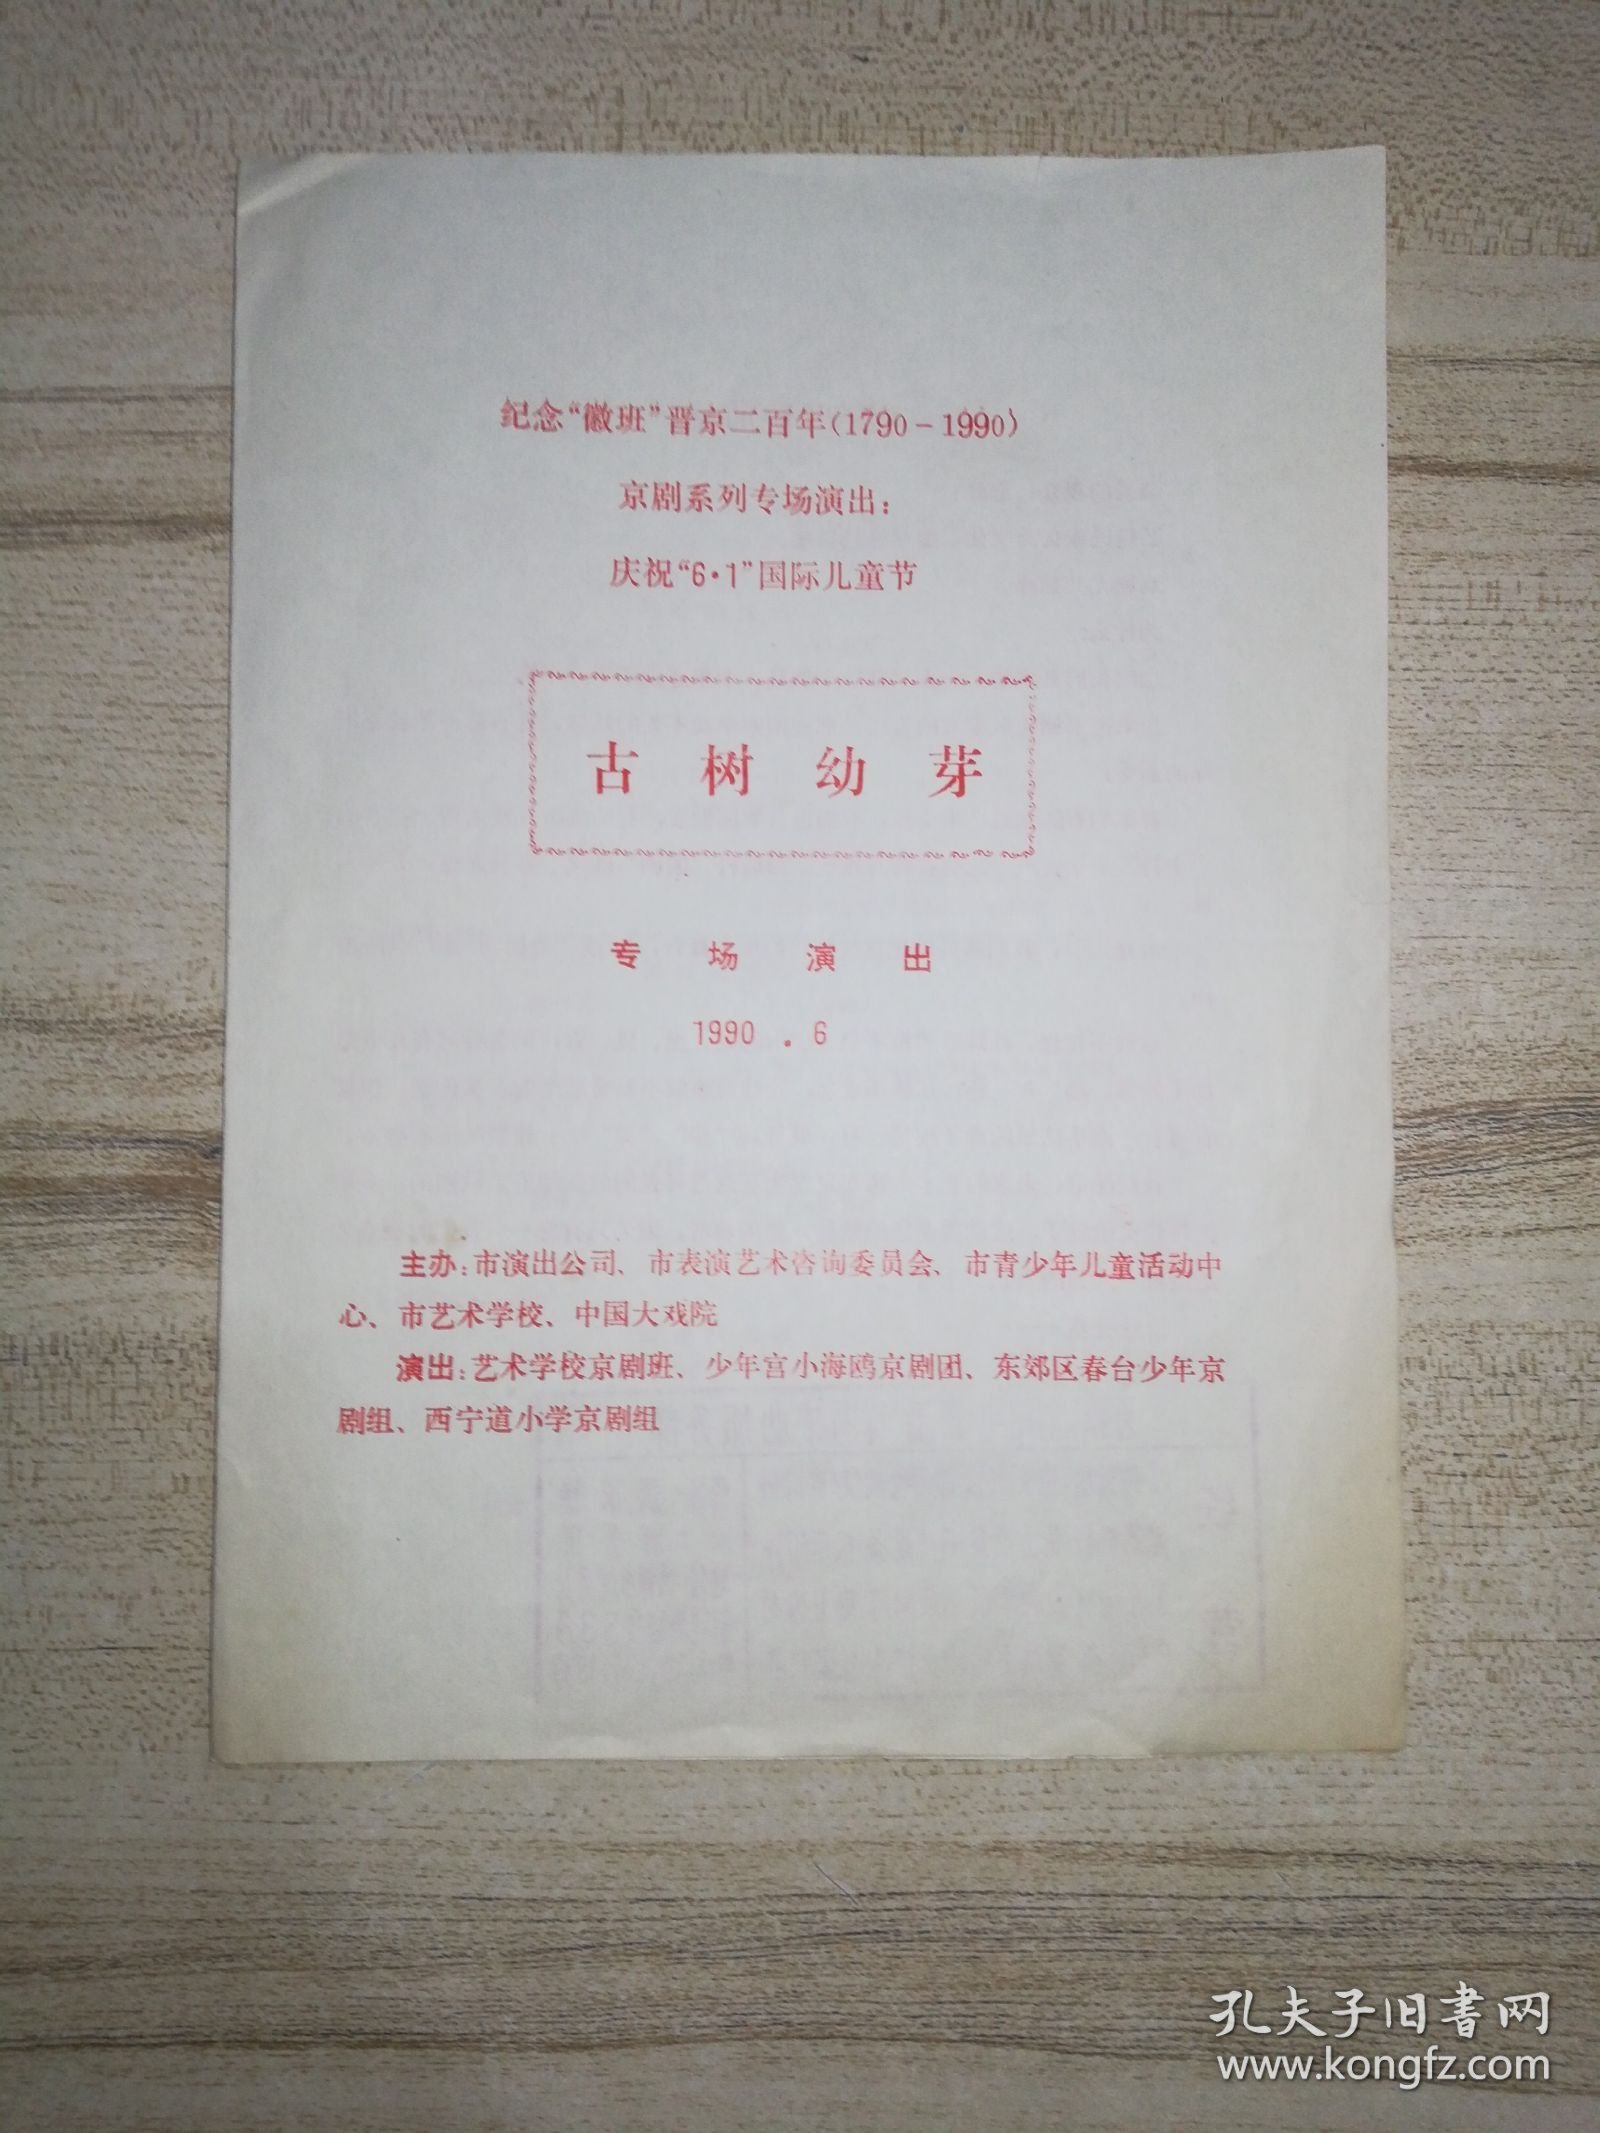 纪念“徽班”晋京二百年(1790-1990)
京剧系列专场演出:
庆祝“6·1”国际儿童节
古树幼芽
专场演出
1990.6
主办:市演出公司、市表演艺术咨询委员会、市青少年儿童活动中
心、市艺术学校、中国大戏院
演出:艺术学校京剧班、少年宫小海鸥京剧团、东郊区春台少年京
剧组、西宁道小学京剧组
孔夫子旧书网
www.kongfz.com